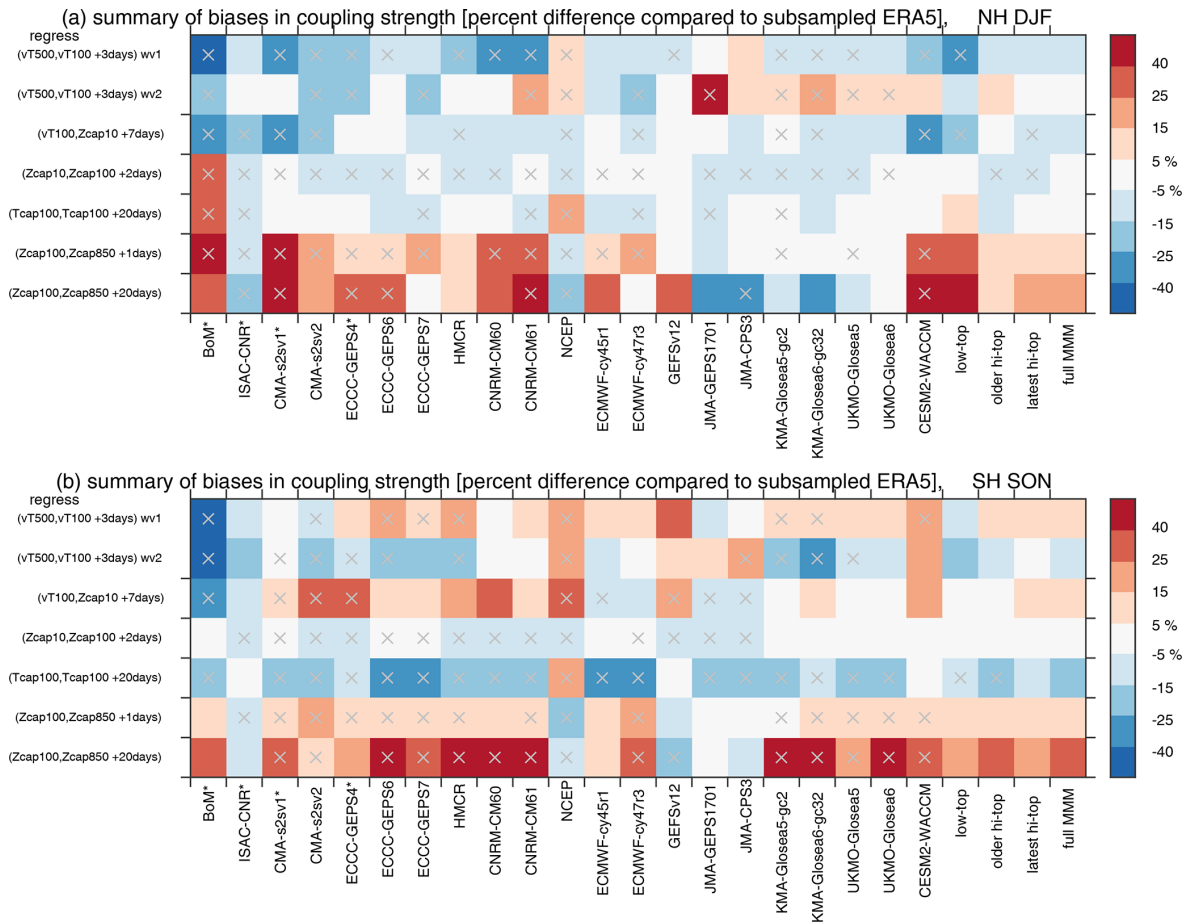 (a) summary of biases in coupling strength [percent difference compared to subsampled ERA5], NH DJF
regress
(vT500,vT100 +3days) wv1
(vT500,vT100 +3days) wv2
(vT100,Zcap10 +7days)
(Zcap10,Zcap100 +2days)
(Tcap100,Tcap100 +20days)
(Zcap100,Zcap850 +1days)
(Zcap100,Zcap850 +20days)
40
25
15
5 %
-5 %
-15
-25
-40
BoM*
ISAC-CNR*
CMA-s2sv1*
CMA-s2sv2
ECCC-GEPS4*
ECCC-GEPS6
ECCC-GEPS7
HMCR
CNRM-CM60
CNRM-CM61
NCEP
ECMWF-cy45r1
ECMWF-cy47r3
GEFSv12
JMA-GEPS1701
JMA-CPS3
KMA-Glosea5-gc2
KMA-Glosea6-gc32
UKMO-Glosea5
UKMO-Glosea6
CESM2-WACCM
low-top
older hi-top
latest hi-top
full MMM
(b) summary of biases in coupling strength [percent difference compared to subsampled ERA5], SH SON
regress
(vT500,vT100 +3days) wv1
(vT500,vT100 +3days) wv2
(vT100,Zcap10 +7days)
(Zcap10,Zcap100 +2days)
(Tcap100,Tcap100 +20days)
(Zcap100,Zcap850 +1days)
(Zcap100,Zcap850 +20days)
40
25
15
5 %
-5 %
-15
-25
-40
BoM*
ISAC-CNR*
CMA-s2sv1*
CMA-s2sv2
ECCC-GEPS4*
ECCC-GEPS6
ECCC-GEPS7
HMCR
CNRM-CM60
CNRM-CM61
NCEP
ECMWF-cy45r1
ECMWF-cy47r3
GEFSv12
JMA-GEPS1701
JMA-CPS3
KMA-Glosea5-gc2
KMA-Glosea6-gc32
UKMO-Glosea5
UKMO-Glosea6
CESM2-WACCM
low-top
older hi-top
latest hi-top
full MMM